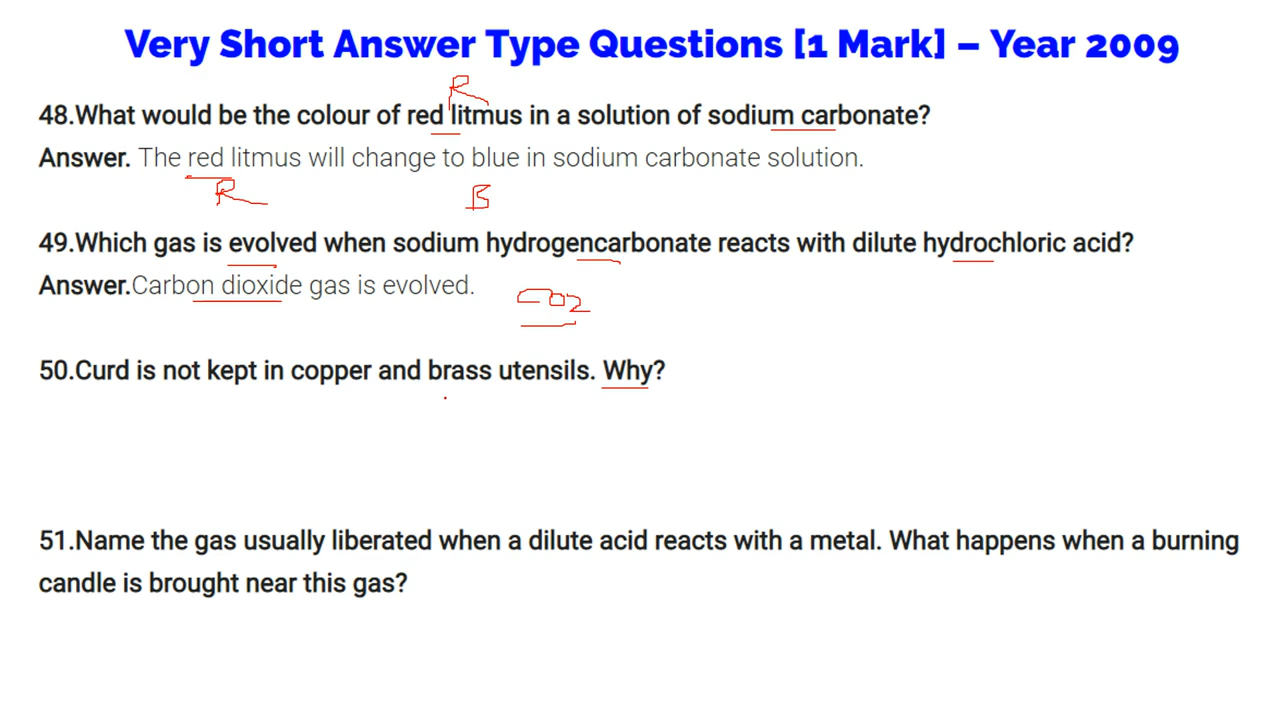 Very Short Answer Type Questions [1 Mark] – Year 2009
R
48.What would be the colour of red litmus in a solution of sodium carbonate?
Answer. The red litmus will change to blue in sodium carbonate solution.
R B
49.Which gas is evolved when sodium hydrogencarbonate reacts with dilute hydrochloric acid?
Answer.Carbon dioxide gas is evolved.
CO2
50.Curd is not kept in copper and brass utensils. Why?
51.Name the gas usually liberated when a dilute acid reacts with a metal. What happens when a burning
candle is brought near this gas?